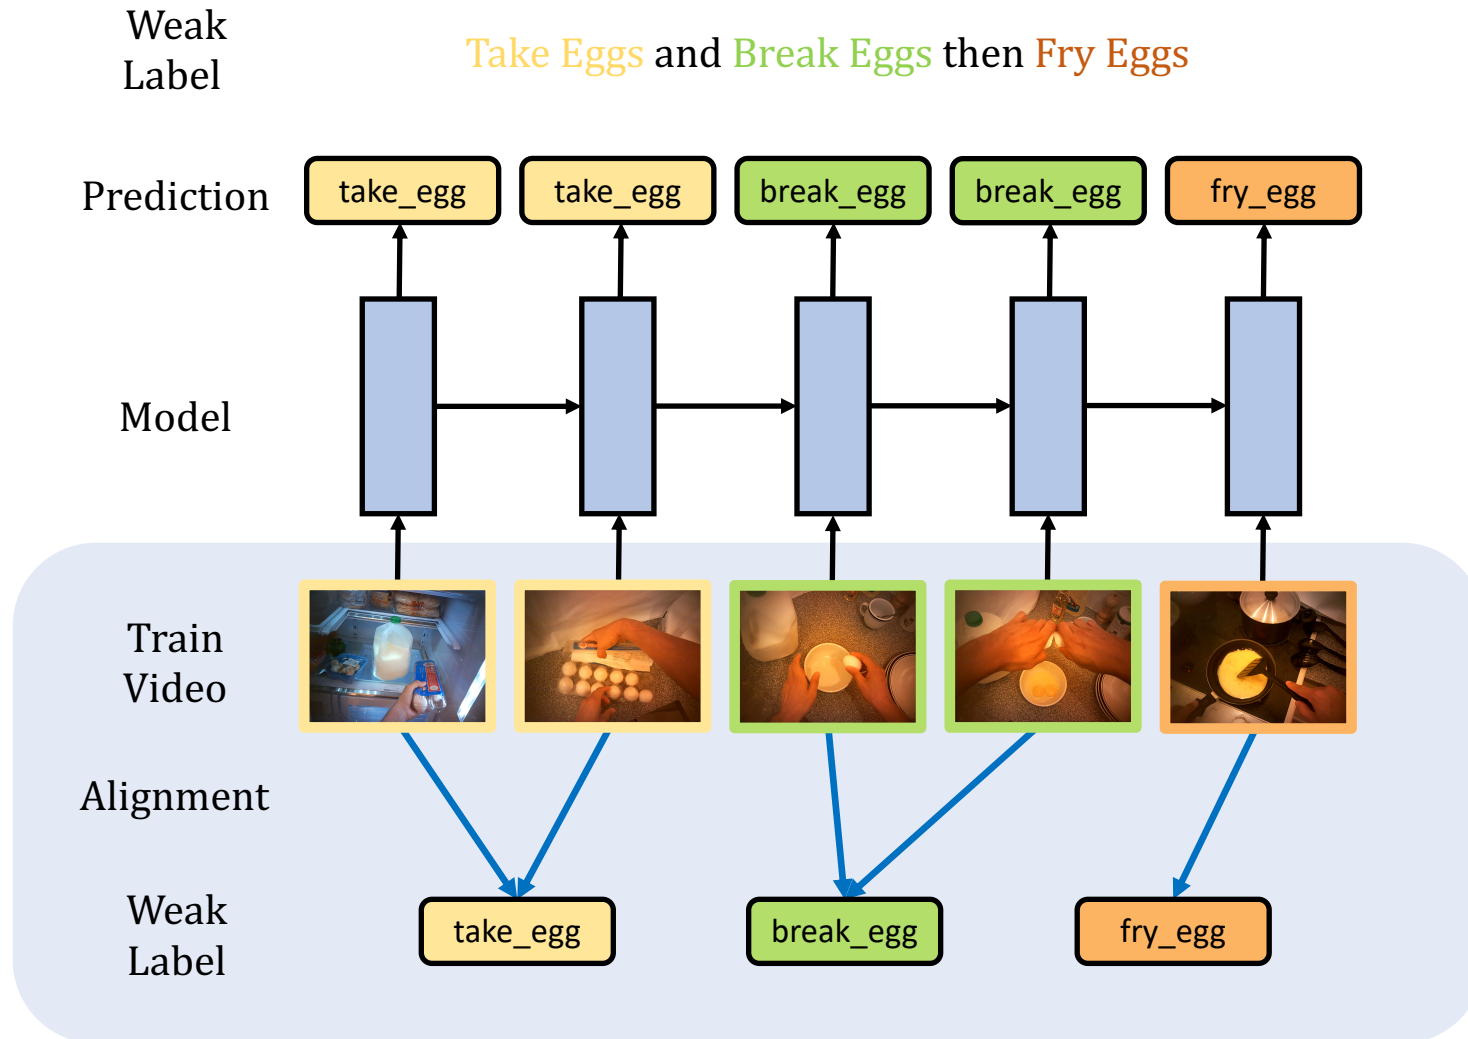 Weak
Label
Take Eggs and Break Eggs then Fry Eggs
Prediction
take_egg
take_egg
break_egg
break_egg
fry_egg
Model
Train
Video
Alignment
Weak
Label
take_egg
break_egg
fry_egg